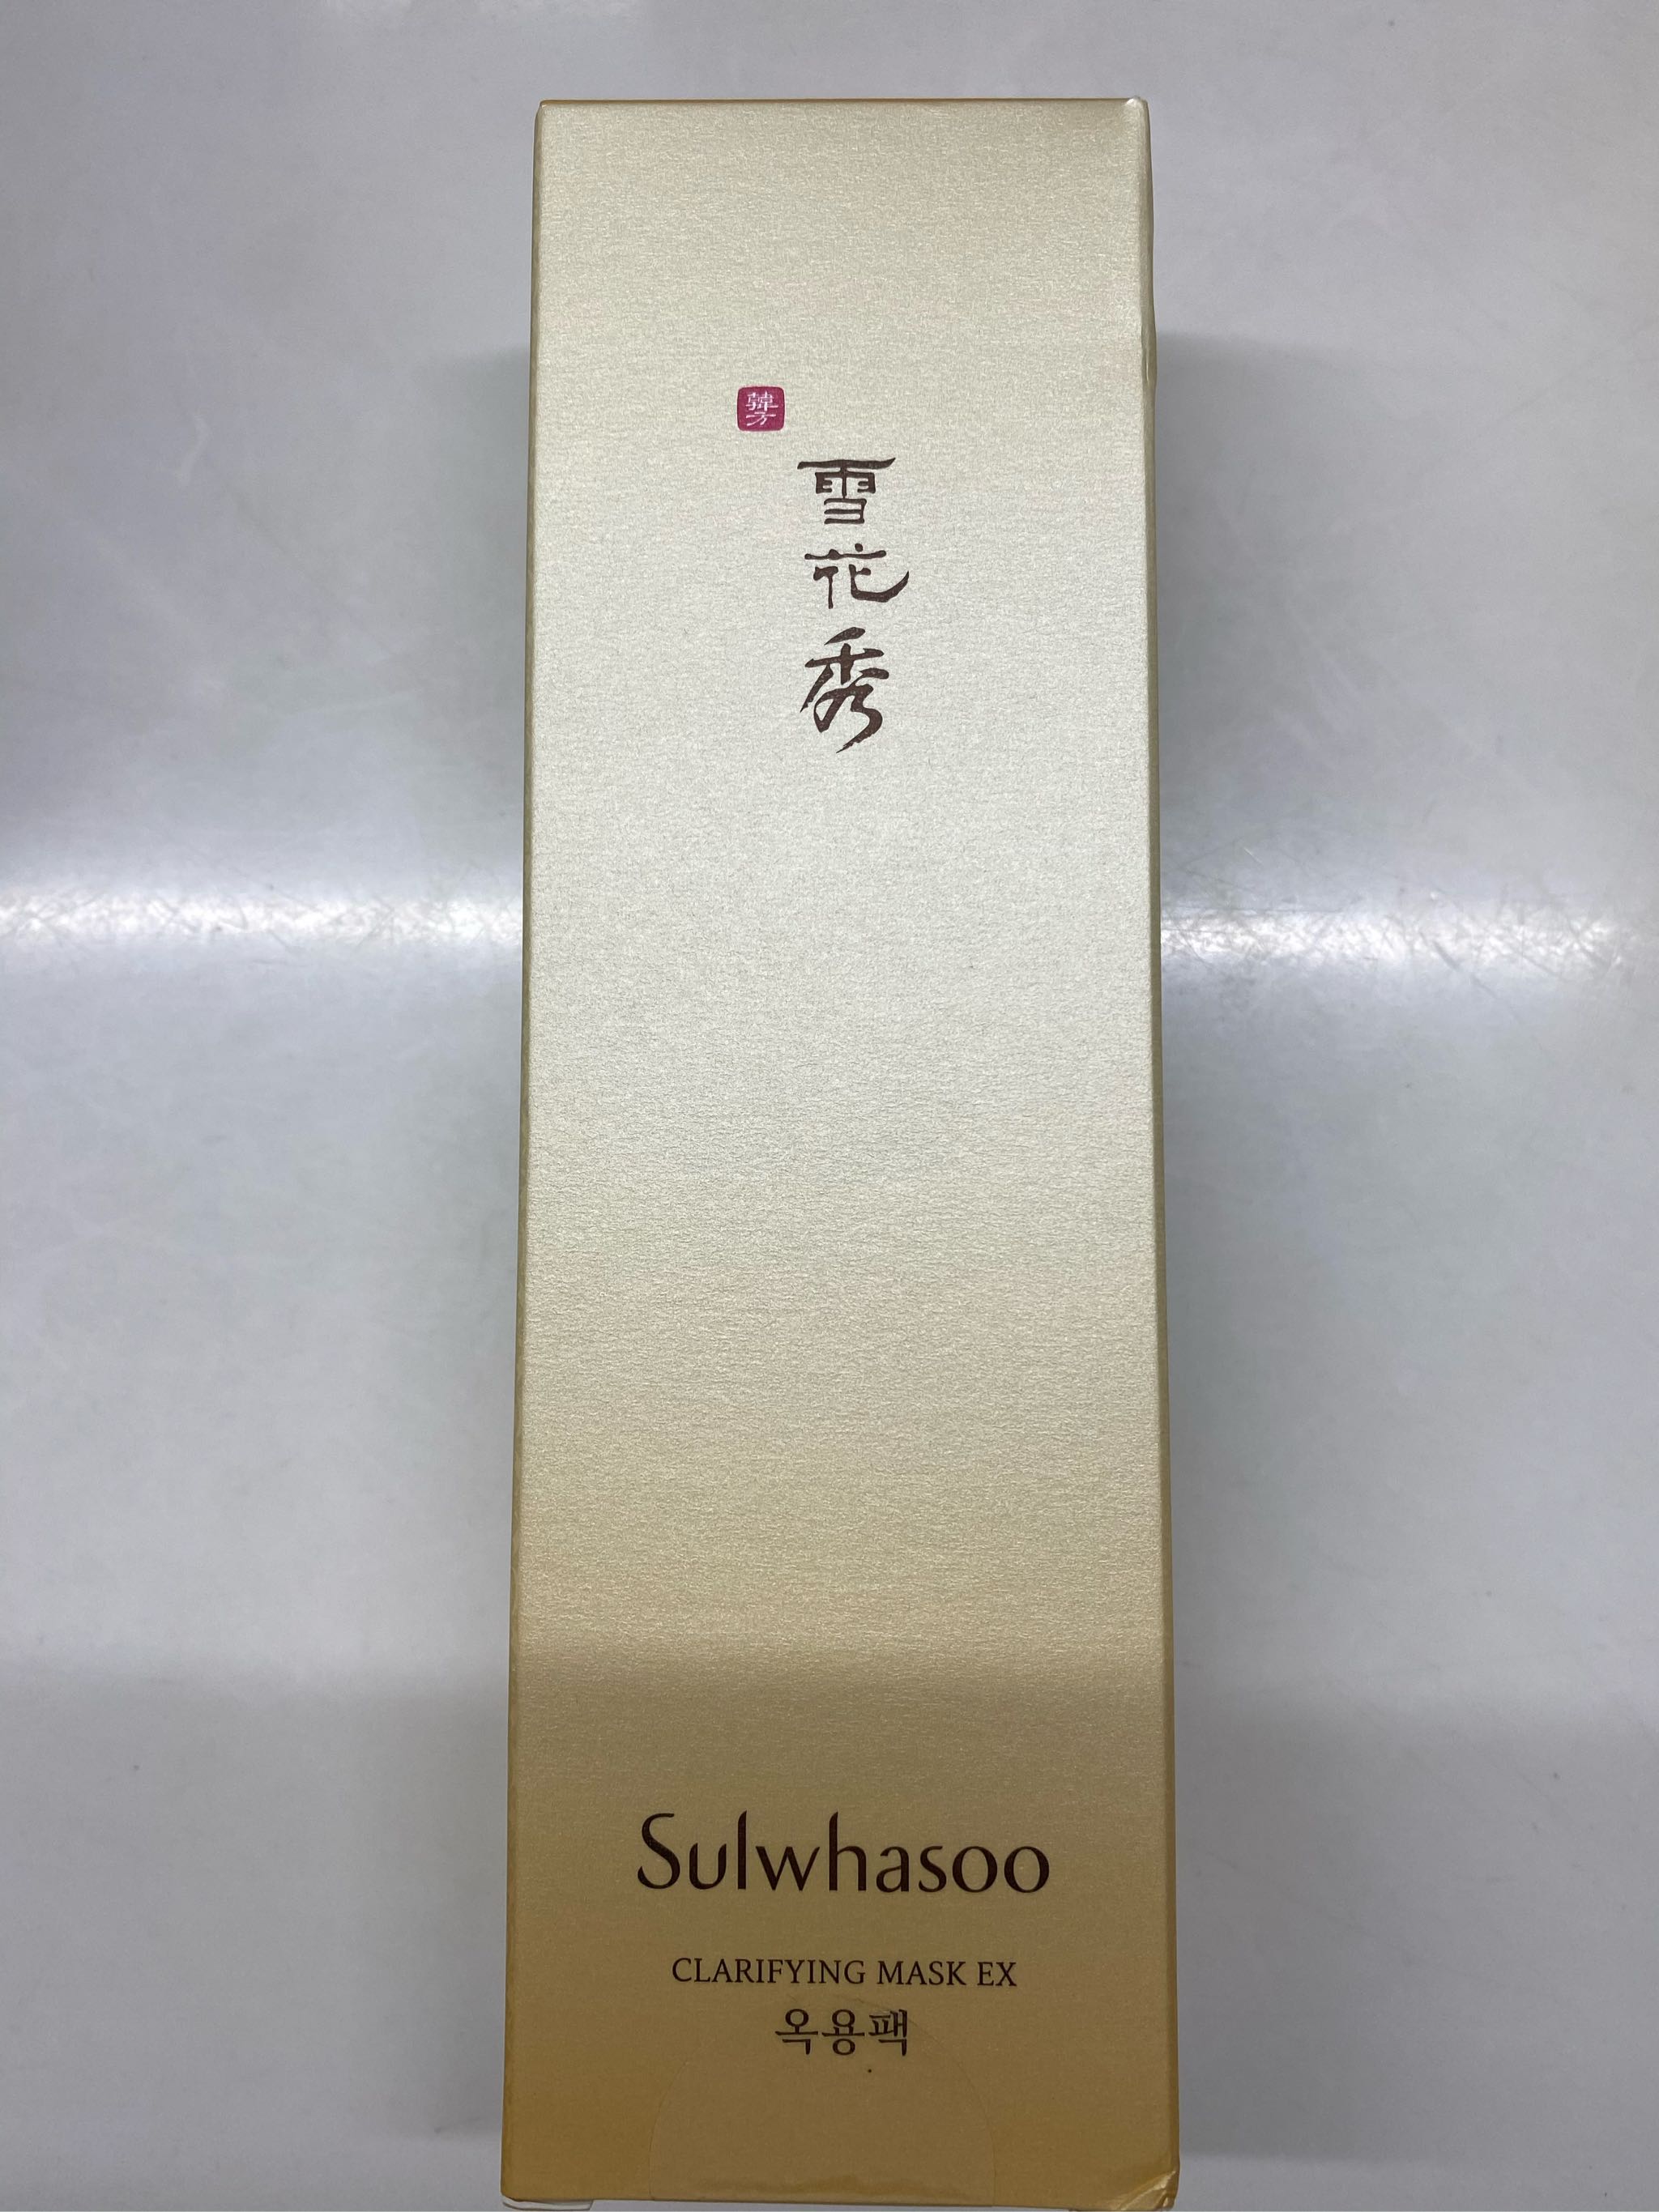 韓
方
雪
花
秀
Sulwhasoo
CLARIFYING MASK EX
옥용팩